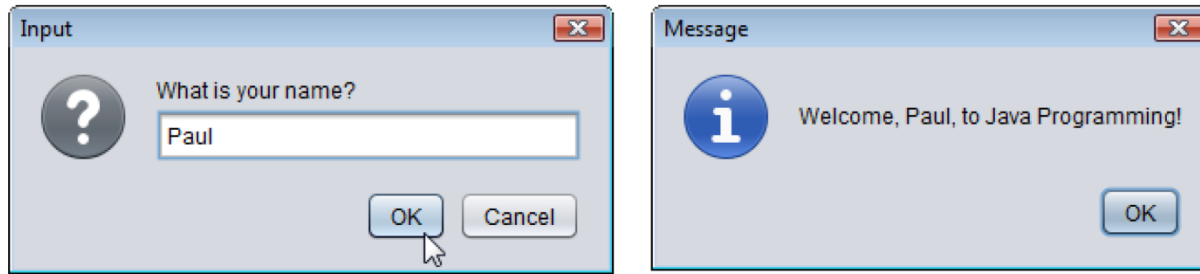 Input
What is your name?
Paul
OK Cancel
Message
Welcome, Paul, to Java Programming!
OK